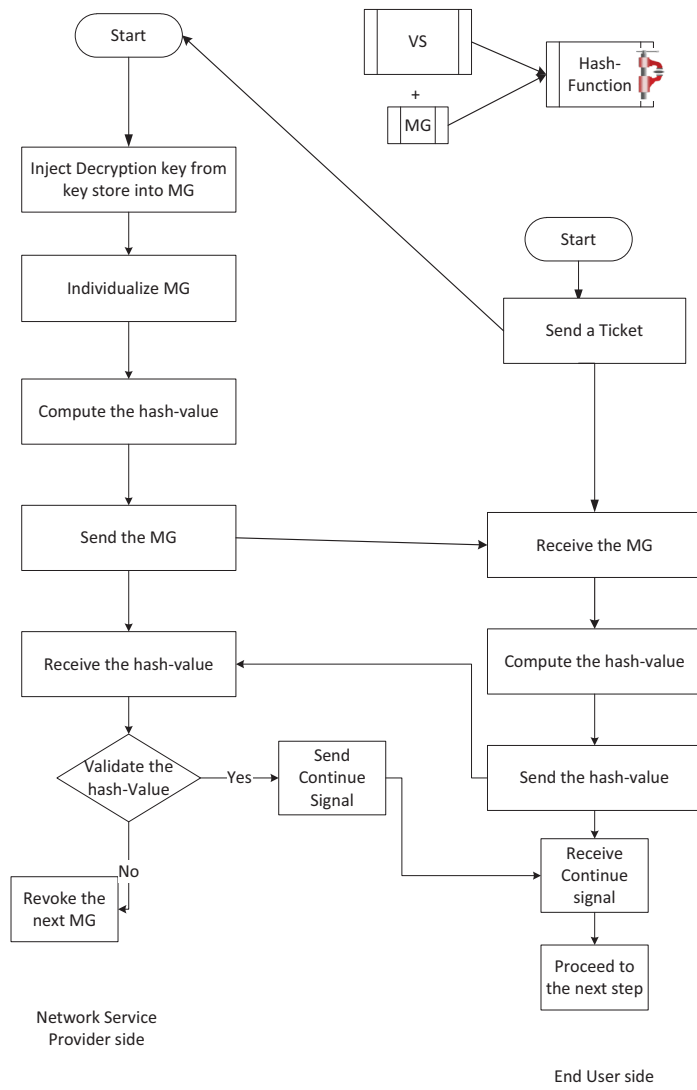 Start
VS
+
MG
Hash-
Function
Inject Decryption key from
key store into MG
Individualize MG
Compute the hash-value
Send the MG
Receive the hash-value
Validate the
hash-Value
Yes
Send
Continue
Signal
No
Revoke the
next MG
Network Service
Provider side
Start
Send a Ticket
Receive the MG
Compute the hash-value
Send the hash-value
Receive
Continue
signal
Proceed to
the next step
End User side